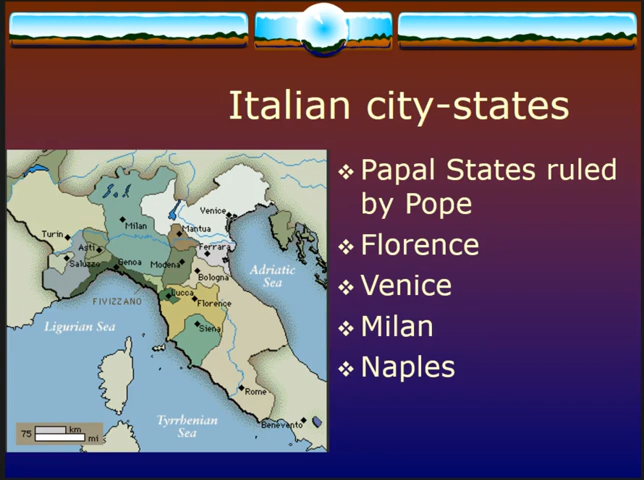 Italian city-states
❖ Papal States ruled
by Pope
❖ Florence
❖ Venice
❖ Milan
❖ Naples
Venice
Milan
Turin
Mantua
Asti
Ferrara
Saluzzo
Genoa
Modena
Bologna
Adriatic
Sea
FIVIZZANO
Lucca
Florence
Ligurian Sea
Siena
Rome
Tyrrhenian
Sea
Benevento
75 km
mi